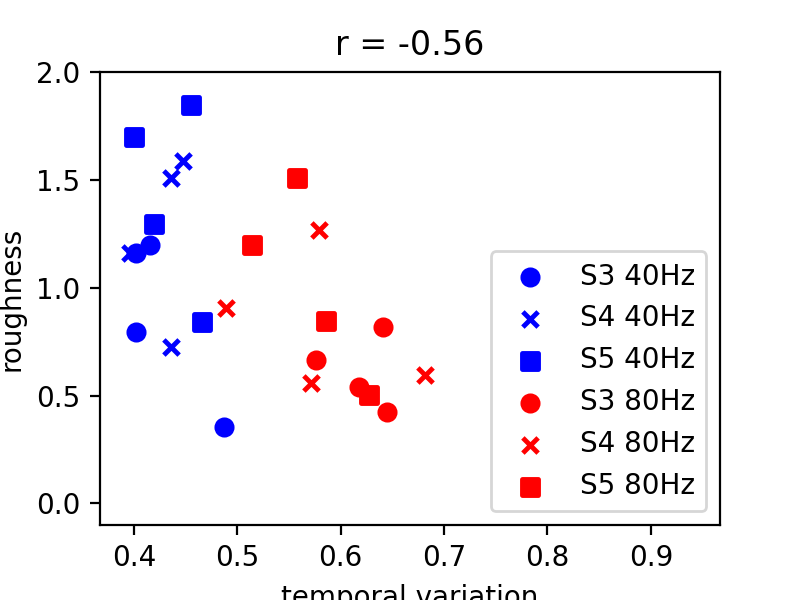 r = -0.56
2.0
1.5
1.0
0.5
0.0
roughness
0.4 0.5 0.6 0.7 0.8 0.9
temporal variation
S3 40Hz
S4 40Hz
S5 40Hz
S3 80Hz
S4 80Hz
S5 80Hz